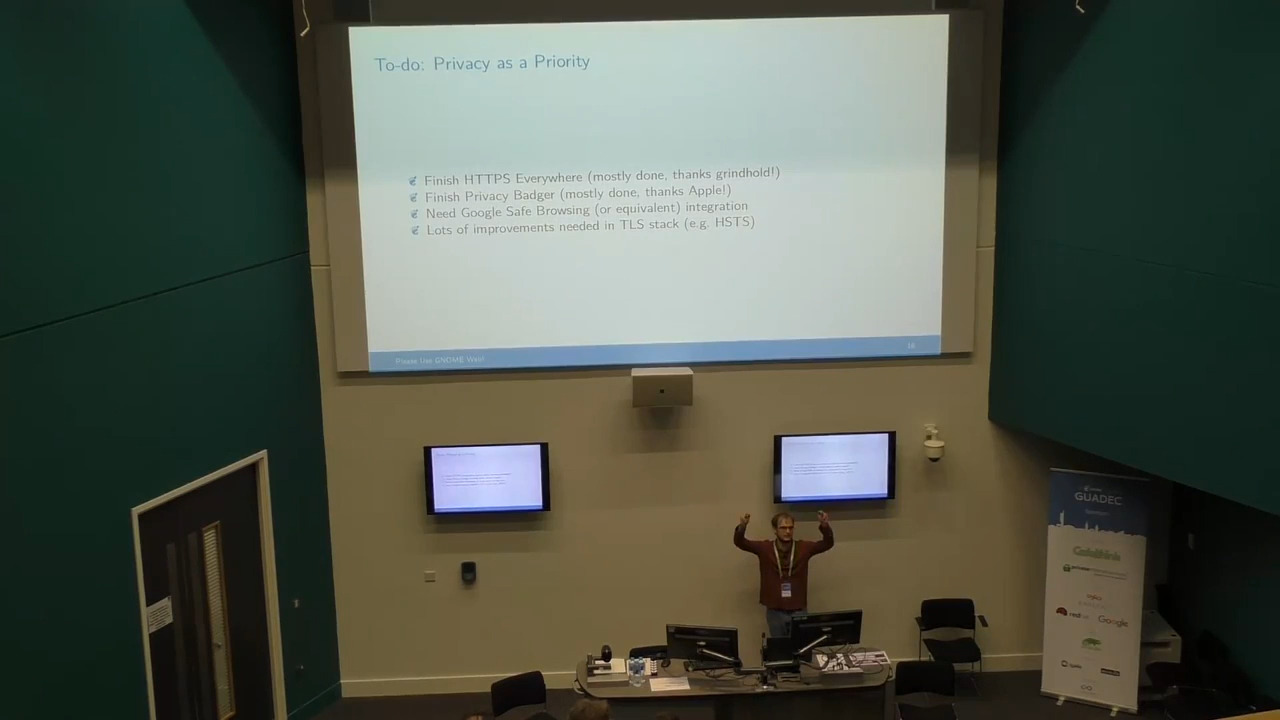 To-do: Privacy as a Priority
Finish HTTPS Everywhere (mostly done, thanks grindhold!)
Finish Privacy Badger (mostly done, thanks Apple!)
Need Google Safe Browsing (or equivalent) integration
Lots of improvements needed in TLS stack (e.g. HSTS)
Please Use GNOME Web!
16
GUADEC
Codethink
Google